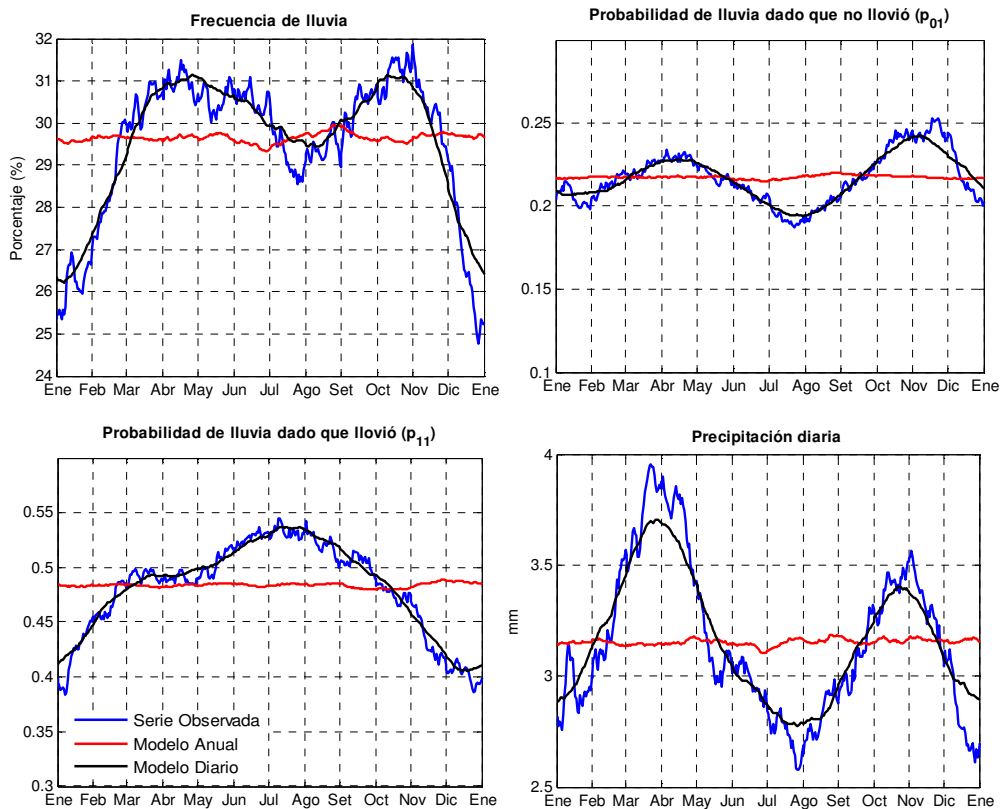 Frecuencia de lluvia
Porcentaje (%)
32
31
30
29
28
27
26
25
24
Ene Feb Mar Abr May Jun Jul Ago Set Oct Nov Dic Ene
Probabilidad de lluvia dado que no llovió (p01)
0.25
0.2
0.15
0.1
Ene Feb Mar Abr May Jun Jul Ago Set Oct Nov Dic Ene
Probabilidad de lluvia dado que llovió (p11)
0.55
0.5
0.45
0.4
0.35
0.3
Serie Observada
Modelo Anual
Modelo Diario
Ene Feb Mar Abr May Jun Jul Ago Set Oct Nov Dic Ene
Precipitación diaria
mm
4
3.5
3
2.5
Ene Feb Mar Abr May Jun Jul Ago Set Oct Nov Dic Ene